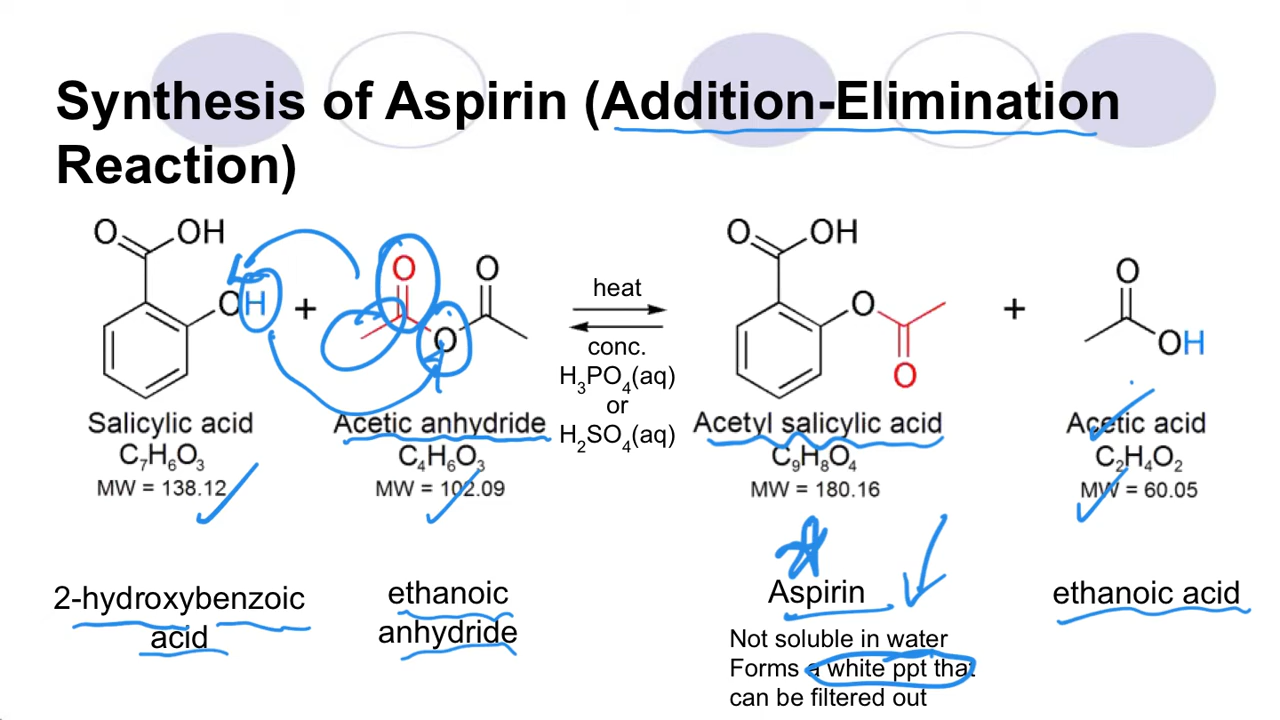 Synthesis of Aspirin (Addition-Elimination
Reaction)
O OH
OH
+
O O
O
heat
conc.
H₃PO₄(aq)
or
H₂SO₄(aq)
O OH
O
O
+
O
OH
Salicylic acid
C₇H₆O₃
MW = 138.12
Acetic anhydride
C₄H₆O₃
MW = 102.09
Acetyl salicylic acid
C₉H₈O₄
MW = 180.16
Acetic acid
C₂H₄O₂
MW = 60.05
2-hydroxybenzoic
acid
ethanoic
anhydride
Aspirin
Not soluble in water
Forms a white ppt that
can be filtered out
ethanoic acid